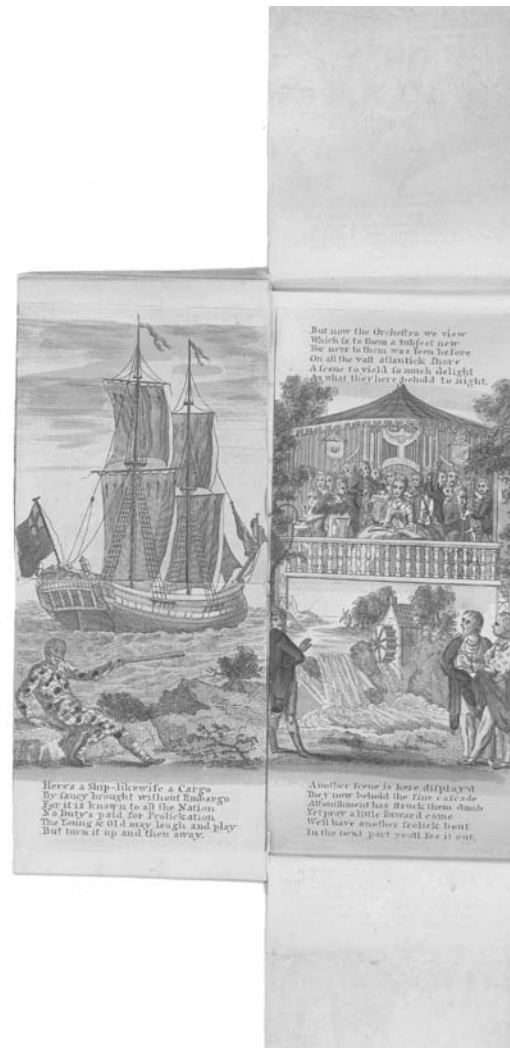 Here's a Ship-likewise a Cargo
By fancy brought without Embargo
For it is known to all the Nation
No Duty's paid for Frolickation
The Young & Old may laugh and play
But turn it up and then away.
But now the Orcheſtra we view
Which is to them a Subject new
For never to them was ſeen before
On all the vaſt atlantick ſhore
A ſcene to yield ſo much delight
As what they here behold to night.
Another ſcene is here diſplay'd
They now behold the fine caſcade
Aſtoniſhment has ſtruck them dumb
Yet pray a little forward come
We'll have another frolick bout
In the next part you'll ſee it out.